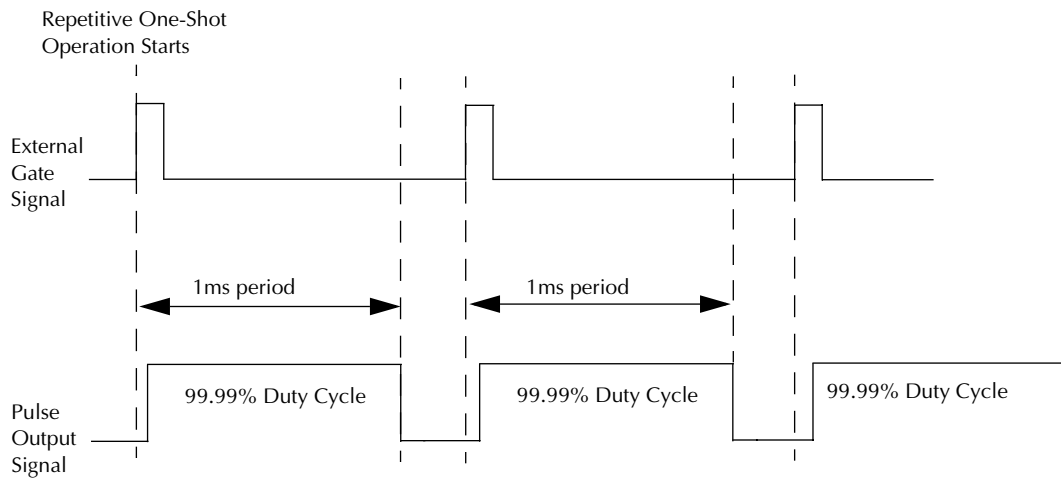 Repetitive One-Shot
Operation Starts
External
Gate
Signal
1ms period
1ms period
99.99% Duty Cycle
99.99% Duty Cycle
99.99% Duty Cycle
Pulse
Output
Signal